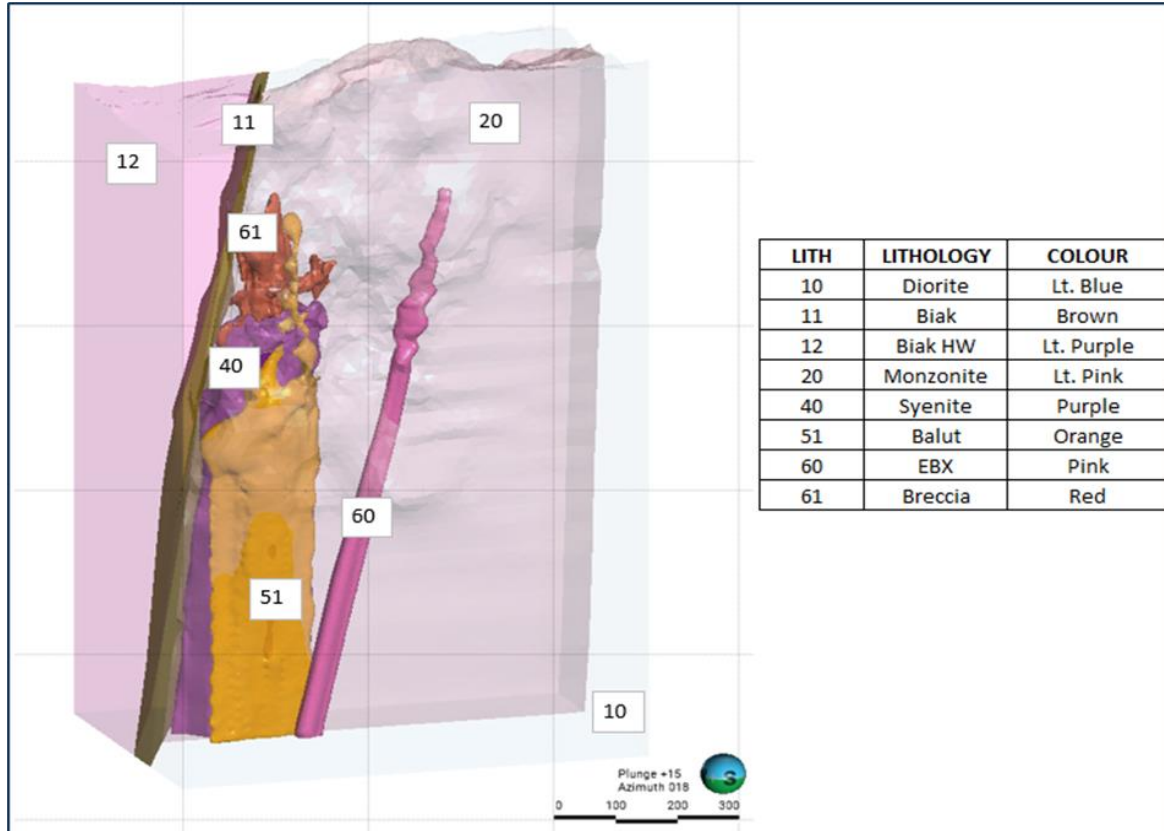 11
20
12
61
40
60
51
10
Plunge +15
Azimuth 018
S
0 100 200 300
LITH LITHOLOGY COLOUR
10 Diorite Lt. Blue
11 Biak Brown
12 Biak HW Lt. Purple
20 Monzonite Lt. Pink
40 Syenite Purple
51 Balut Orange
60 EBX Pink
61 Breccia Red